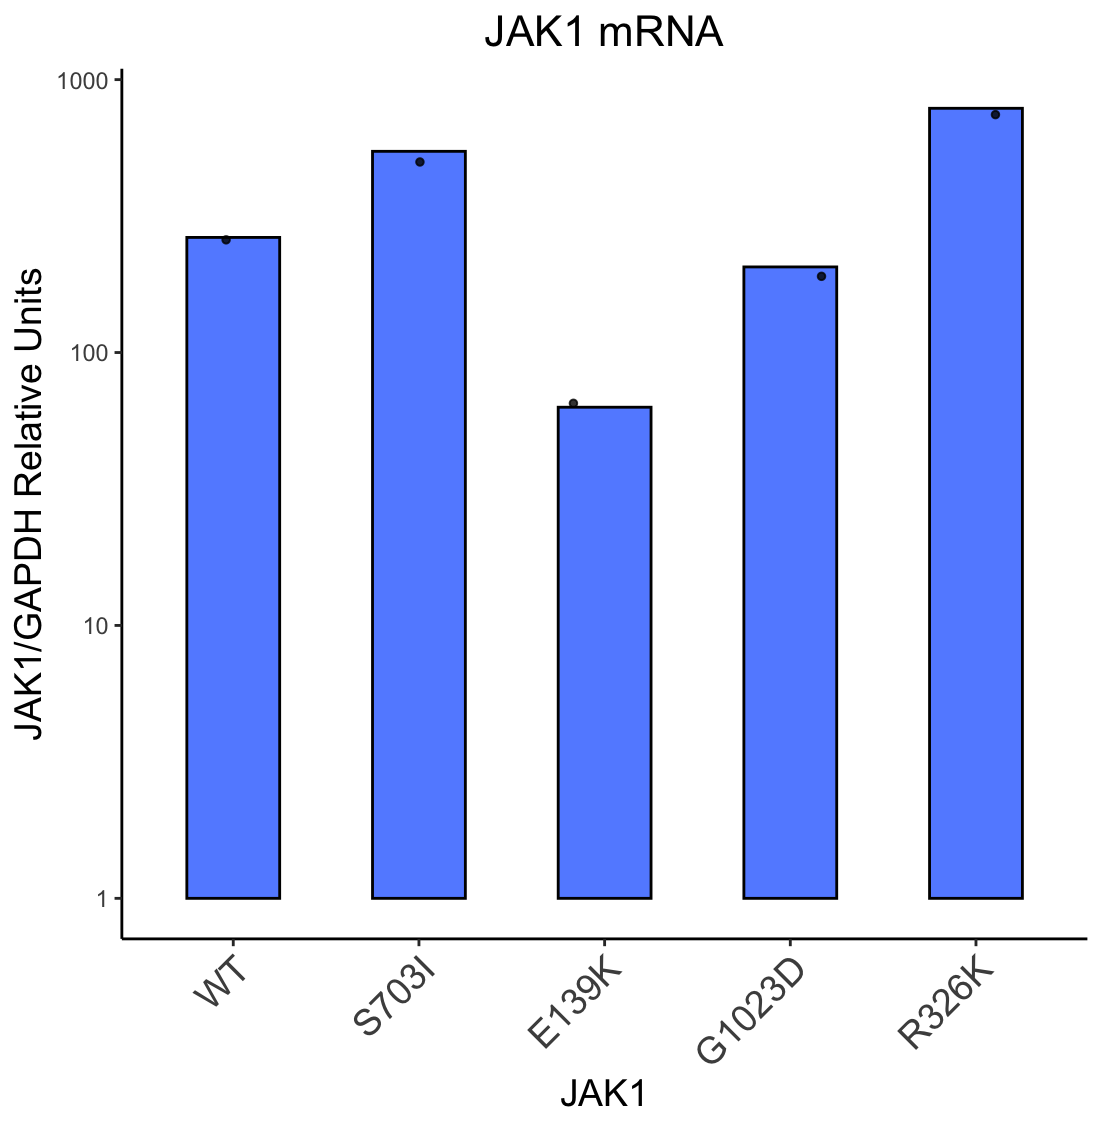 JAK1 mRNA
JAK1/GAPDH Relative Units
1000
100
10
1
WT
S703I
E139K
G1023D
R326K
JAK1